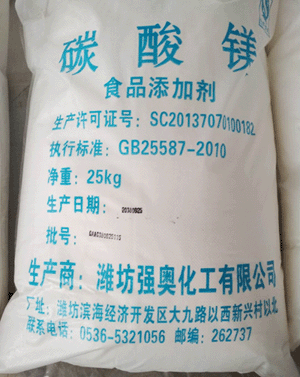 碳酸镁
食品添加剂
生产许可证号：SC20137070100182
执行标准：GB25587-2010
净重：25kg
生产日期：
批号：
生产商：潍坊强奥化工有限公司
厂址：潍坊滨海经济开发区大九路以西新兴村以北
联系电话：0536-5321056 邮编：262737